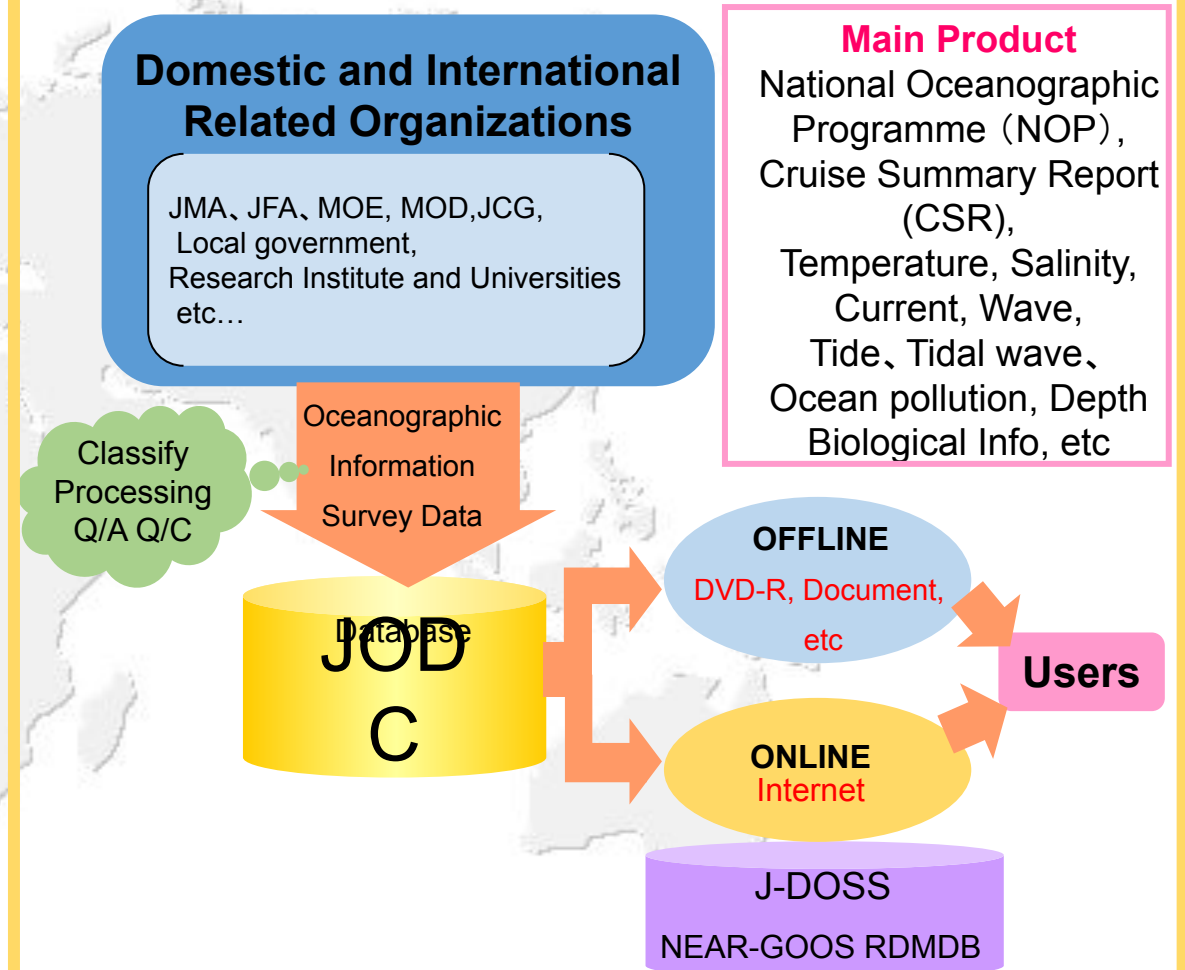 Domestic and International
Related Organizations
JMA、JFA、MOE, MOD,JCG,
Local government,
Research Institute and Universities
etc…
Main Product
National Oceanographic
Programme（NOP）,
Cruise Summary Report
(CSR),
Temperature, Salinity,
Current, Wave,
Tide、Tidal wave、
Ocean pollution, Depth
Biological Info, etc
Classify
Processing
Q/A Q/C
Oceanographic
Information
Survey Data
Database
JOD
C
OFFLINE
DVD-R, Document,
etc
Users
ONLINE
Internet
J-DOSS
NEAR-GOOS RDMDB